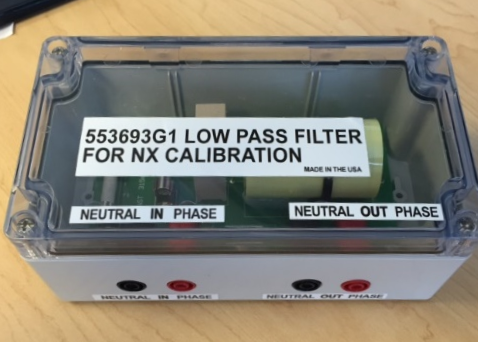 553693G1 LOW PASS FILTER
FOR NX CALIBRATION
MADE IN THE USA
NEUTRAL IN PHASE
NEUTRAL OUT PHASE
NEUTRAL IN PHASE
NEUTRAL OUT PHASE